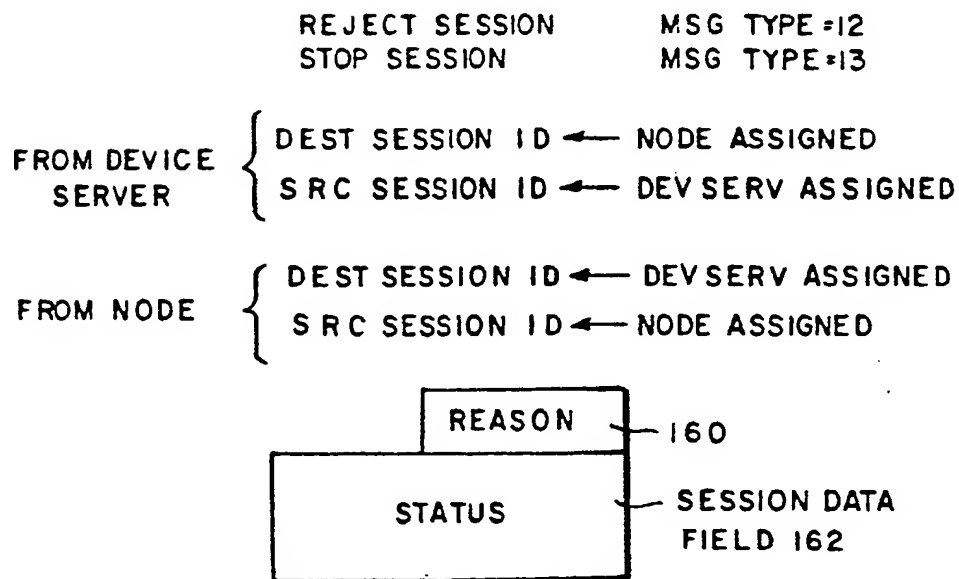 REJECT SESSION MSG TYPE=12
STOP SESSION MSG TYPE=13
FROM DEVICE SERVER
DEST SESSION ID ← NODE ASSIGNED
SRC SESSION ID ← DEVSERV ASSIGNED
FROM NODE
DEST SESSION ID ← DEVSERV ASSIGNED
SRC SESSION ID ← NODE ASSIGNED
REASON 160
STATUS
SESSION DATA
FIELD 162